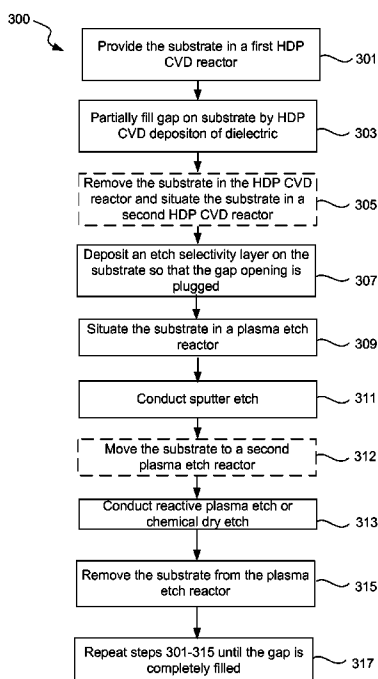 300
Provide the substrate in a first HDP
CVD reactor
301
Partially fill gap on substrate by HDP
CVD depositon of dielectric
303
Remove the substrate in the HDP CVD
reactor and situate the substrate in a
second HDP CVD reactor
305
Deposit an etch selectivity layer on the
substrate so that the gap opening is
plugged
307
Situate the substrate in a plasma etch
reactor
309
Conduct sputter etch
311
Move the substrate to a second
plasma etch reactor
312
Conduct reactive plasma etch or
chemical dry etch
313
Remove the substrate from the plasma
etch reactor
315
Repeat steps 301-315 until the gap is
completely filled
317